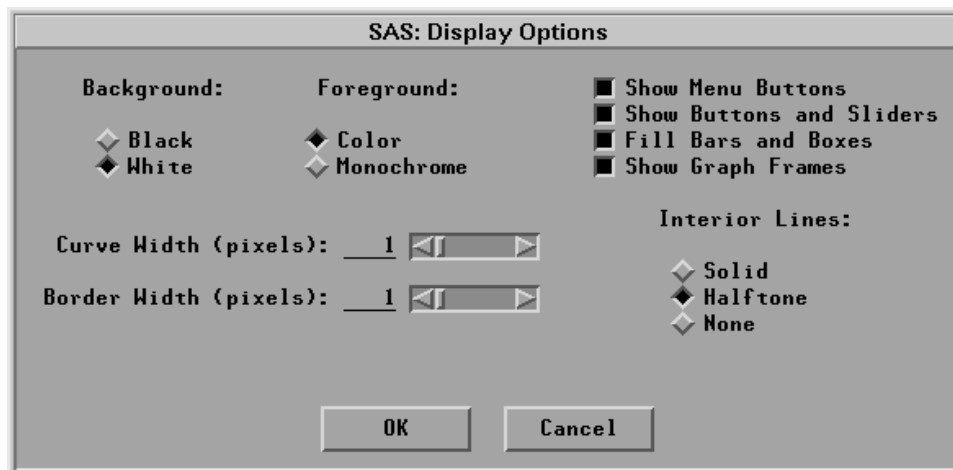 SAS: Display Options
Background:
Black
White
Foreground:
Color
Monochrome
Show Menu Buttons
Show Buttons and Sliders
Fill Bars and Boxes
Show Graph Frames
Curve Width (pixels): 1
Border Width (pixels): 1
Interior Lines:
Solid
Halftone
None
OK
Cancel